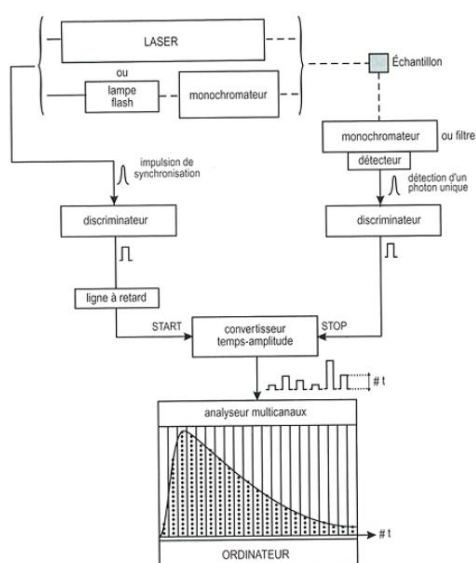 LASER
ou
lampe
flash
monochromateur
Échantillon
monochromateur ou filtre
détecteur
impulsion de
synchronisation
détection d'un
photon unique
discriminateur
discriminateur
ligne à retard
START
convertisseur
temps-amplitude
STOP
# t
analyseur multicanaux
# t
ORDINATEUR